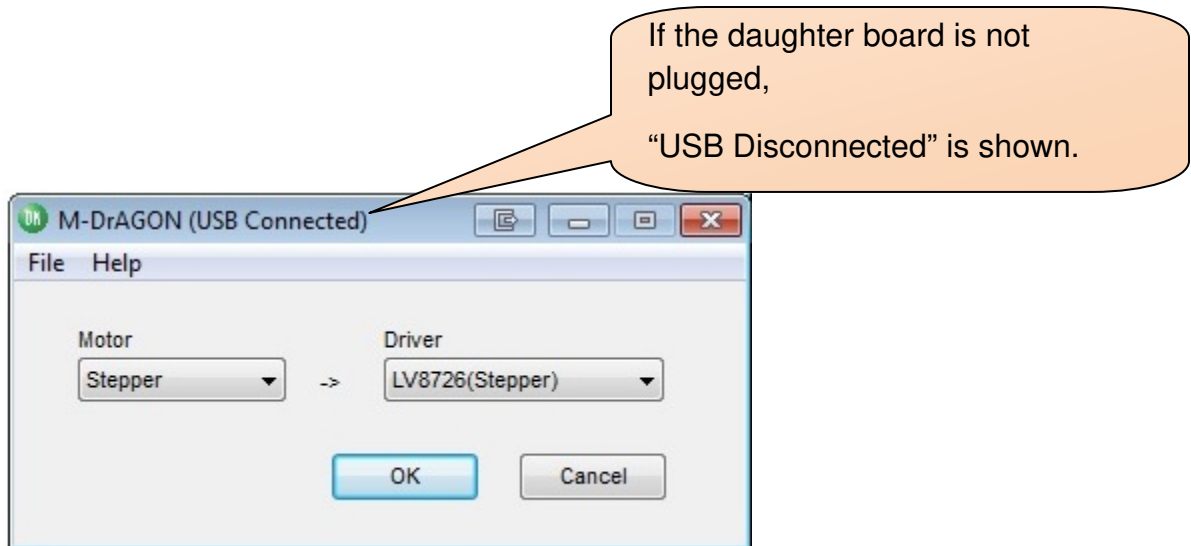 If the daughter board is not
plugged,
“USB Disconnected” is shown.
M-DrAGON (USB Connected)
File Help
Motor Driver
Stepper -> LV8726(Stepper)
OK Cancel